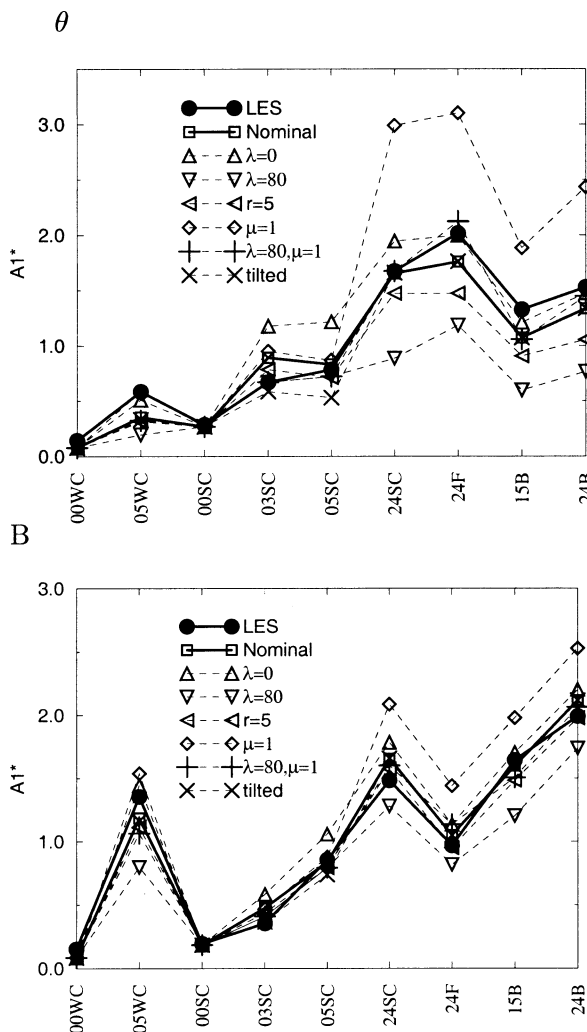 θ
3.0
2.0
1.0
0.0
A1*
LES
Nominal
λ=0
λ=80
r=5
μ=1
λ=80,μ=1
tilted
00WC
05WC
00SC
03SC
05SC
24SC
24F
15B
24B
B
3.0
2.0
1.0
0.0
A1*
LES
Nominal
λ=0
λ=80
r=5
μ=1
λ=80,μ=1
tilted
00WC
05WC
00SC
03SC
05SC
24SC
24F
15B
24B